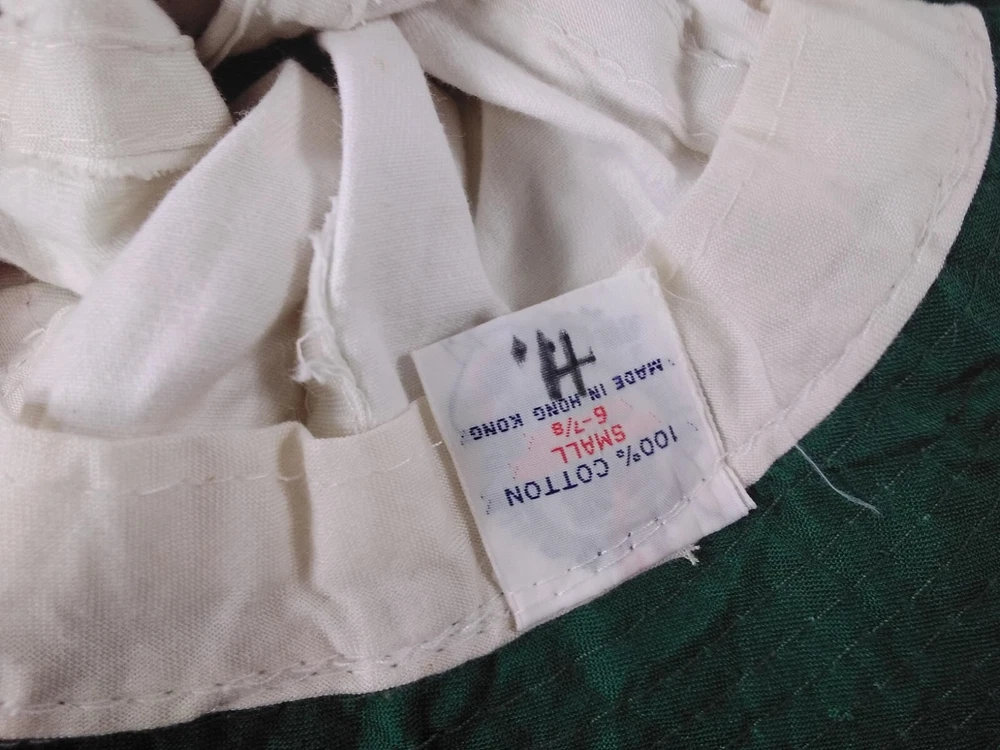 100% COTTON
SMALL
6-7/8
MADE IN HONG KONG
H.